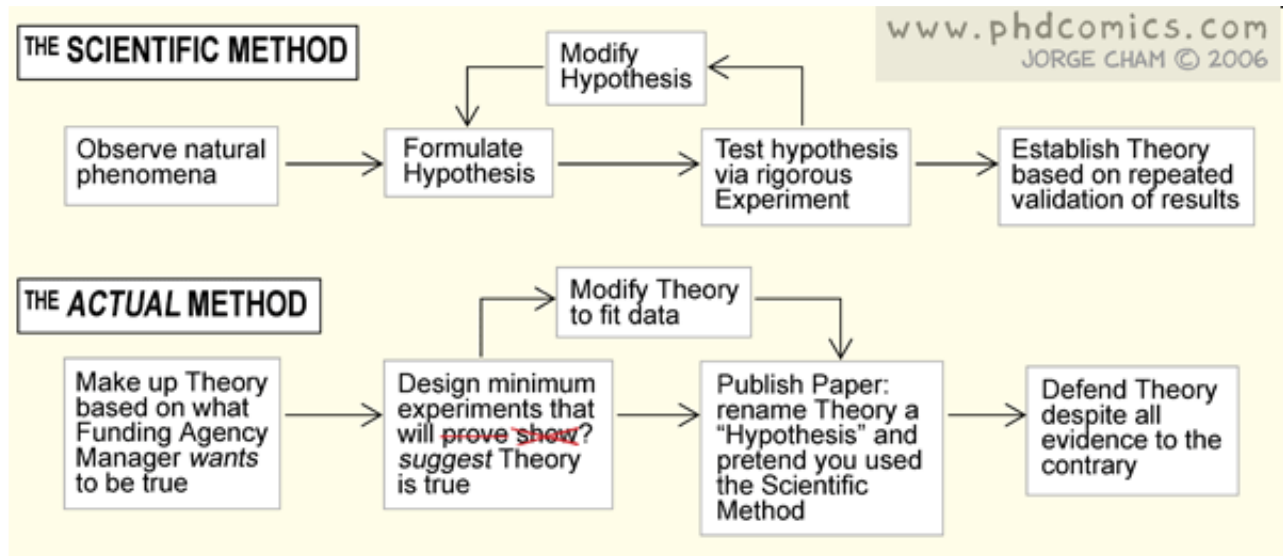 THE SCIENTIFIC METHOD
www.phdcomics.com
JORGE CHAM © 2006
Modify
Hypothesis
Observe natural
phenomena
Formulate
Hypothesis
Test hypothesis
via rigorous
Experiment
Establish Theory
based on repeated
validation of results
THE ACTUAL METHOD
Modify Theory
to fit data
Make up Theory
based on what
Funding Agency
Manager wants
to be true
Design minimum
experiments that
will prove show?
suggest Theory
is true
Publish Paper:
rename Theory a
“Hypothesis” and
pretend you used
the Scientific
Method
Defend Theory
despite all
evidence to the
contrary